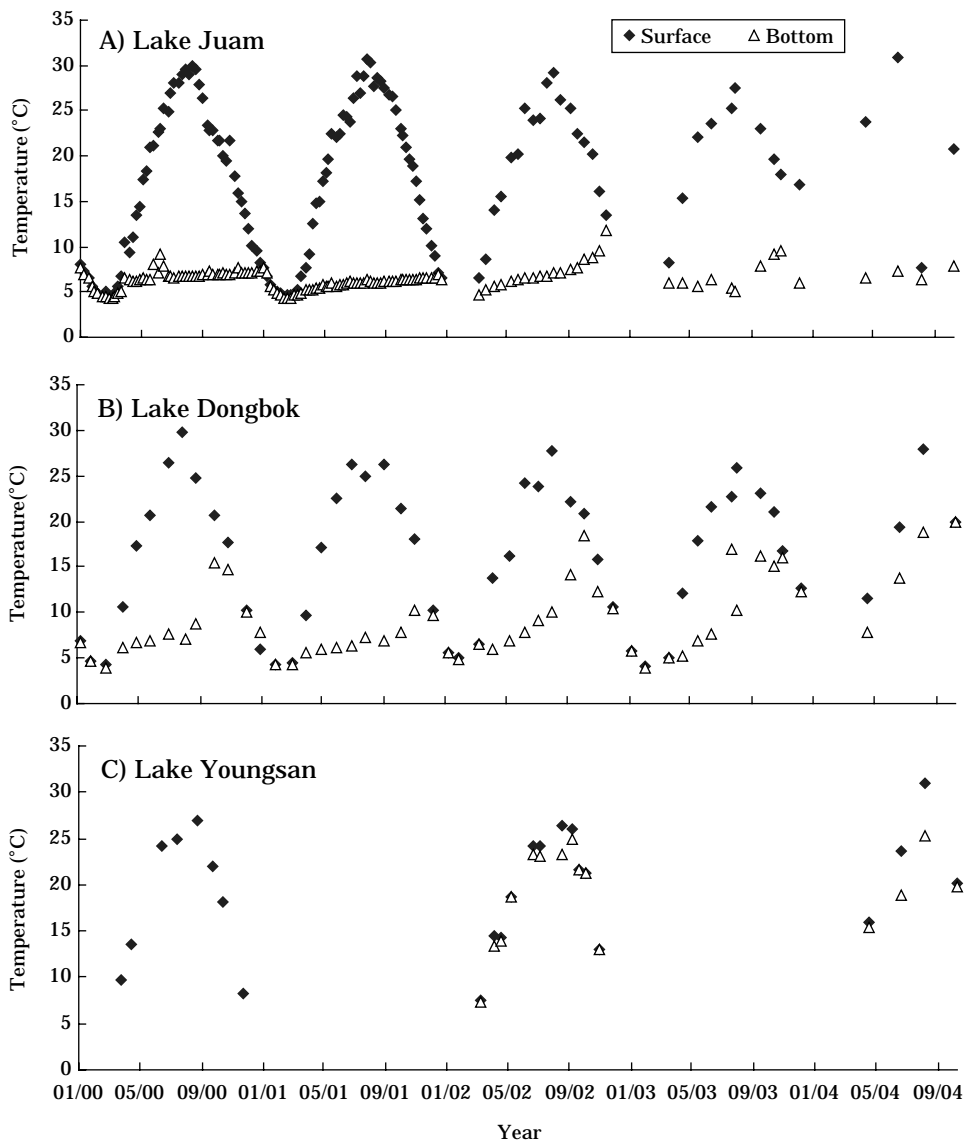 A) Lake Juam
◆ Surface △ Bottom
Temperature (°C)
35
30
25
20
15
10
5
0
B) Lake Dongbok
Temperature(°C)
35
30
25
20
15
10
5
0
C) Lake Youngsan
Temperature (°C)
35
30
25
20
15
10
5
0
01/00 05/00 09/00 01/01 05/01 09/01 01/02 05/02 09/02 01/03 05/03 09/03 01/04 05/04 09/04
Year